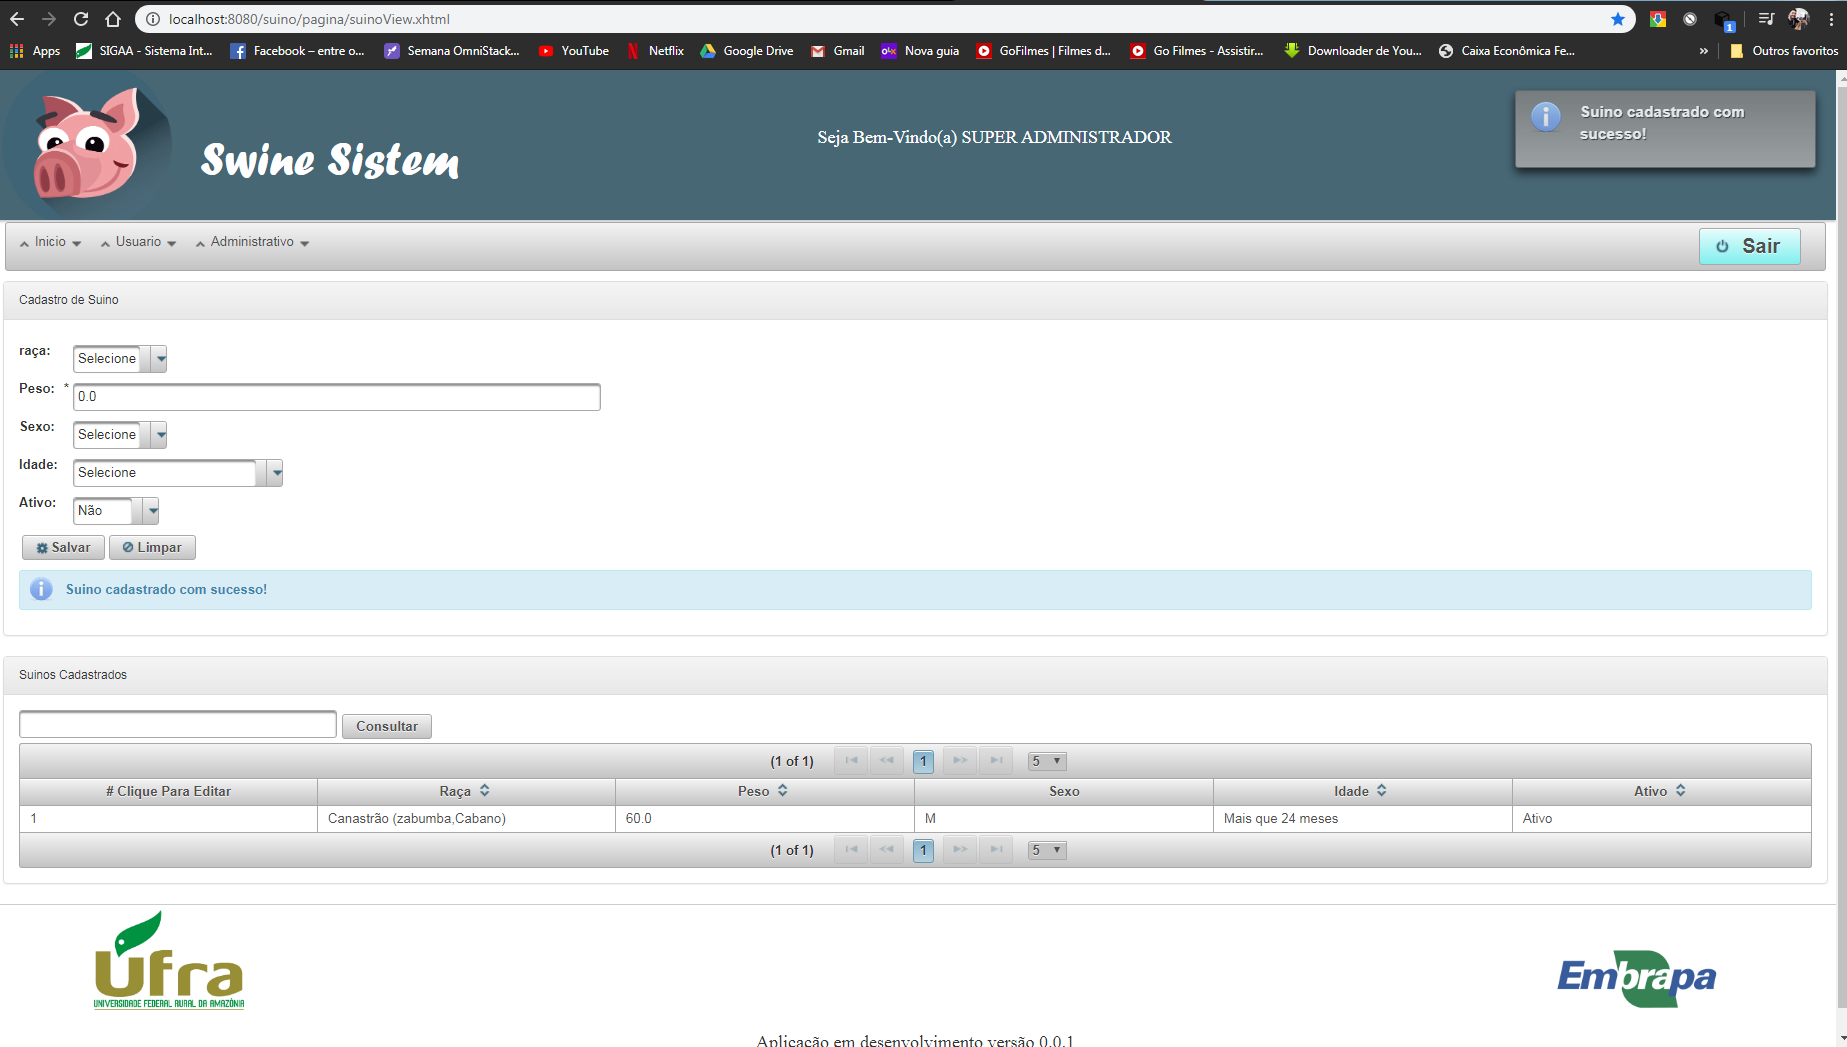 localhost:8080/suino/pagina/suinoView.xhtml
Apps SIGAA - Sistema Int... Facebook – entre o... Semana OmniStack... YouTube Netflix Google Drive Gmail Nova guia GoFilmes | Filmes d... Go Filmes - Assistir... Downloader de You... Caixa Econômica Fe... » Outros favoritos
1
Swine Sistem
Seja Bem-Vindo(a) SUPER ADMINISTRADOR
Suino cadastrado com
sucesso!
Inicio Usuario Administrativo Sair
Cadastro de Suino
raça: Selecione
Peso: * 0.0
Sexo: Selecione
Idade: Selecione
Ativo: Não
Salvar Limpar
Suino cadastrado com sucesso!
Suinos Cadastrados
Consultar
(1 of 1) 1 5
# Clique Para Editar Raça Peso Sexo Idade Ativo
1 Canastrão (zabumba,Cabano) 60.0 M Mais que 24 meses Ativo
(1 of 1) 1 5
Ufra
UNIVERSIDADE FEDERAL RURAL DA AMAZÔNIA
Embrapa
Aplicação em desenvolvimento versão 0.0.1